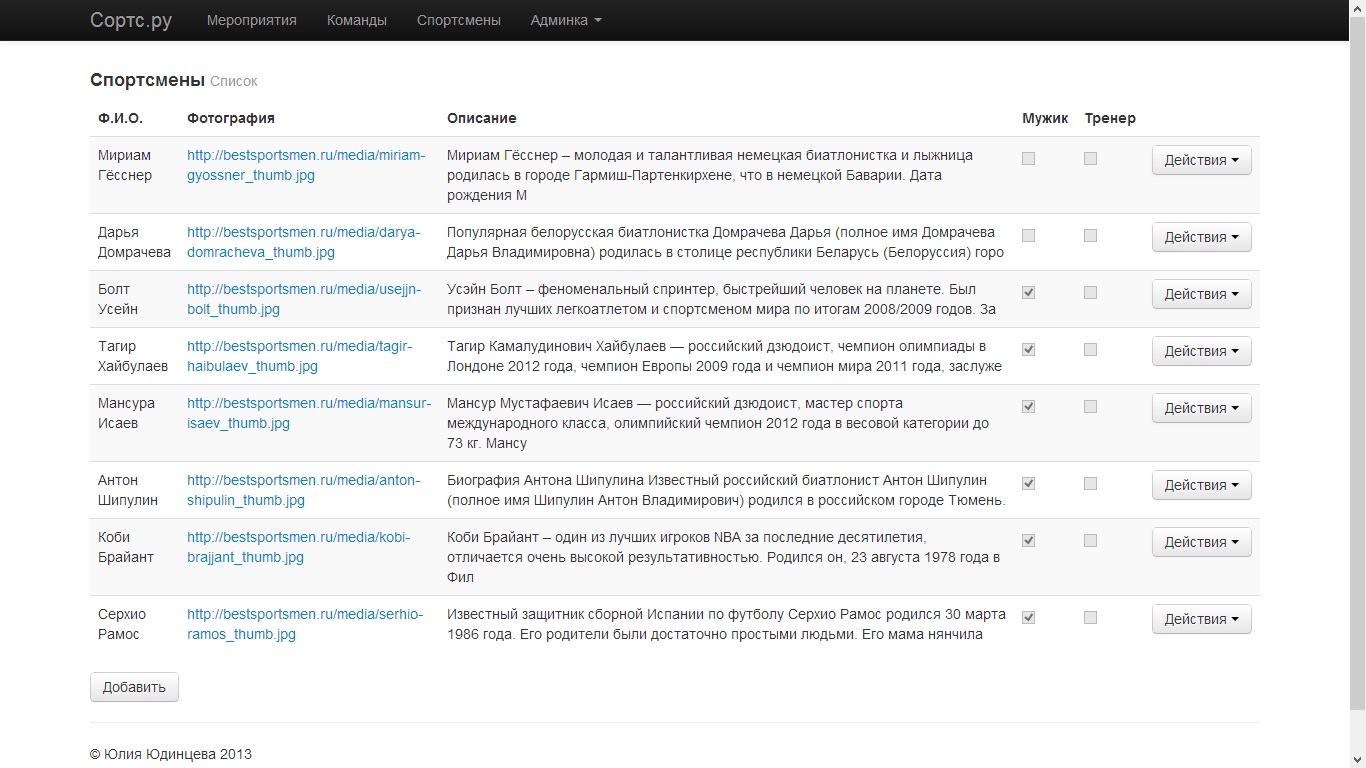 Сортс.ру Мероприятия Команды Спортсмены Админка
Спортсмены Список
Ф.И.О. Фотография Описание Мужик Тренер
Мириам http://bestsportsmen.ru/media/miriam- Мириам Гёсснер – молодая и талантливая немецкая биатлонистка и лыжница Действия
Гёсснер gyossner_thumb.jpg родилась в городе Гармиш-Партенкирхене, что в немецкой Баварии. Дата
рождения М
Дарья http://bestsportsmen.ru/media/darya- Популярная белорусская биатлонистка Домрачева Дарья (полное имя Домрачева Действия
Домрачева domracheva_thumb.jpg Дарья Владимировна) родилась в столице республики Беларусь (Белоруссия) горо
Болт http://bestsportsmen.ru/media/usejjn- Усэйн Болт – феноменальный спринтер, быстрейший человек на планете. Был Действия
Усейн bolt_thumb.jpg признан лучших легкоатлетом и спортсменом мира по итогам 2008/2009 годов. За
Тагир http://bestsportsmen.ru/media/tagir- Тагир Камалудинович Хайбулаев — российский дзюдоист, чемпион олимпиады в Действия
Хайбулаев haibulaev_thumb.jpg Лондоне 2012 года, чемпион Европы 2009 года и чемпион мира 2011 года, заслуже
Мансура http://bestsportsmen.ru/media/mansur- Мансур Мустафаевич Исаев — российский дзюдоист, мастер спорта Действия
Исаев isaev_thumb.jpg международного класса, олимпийский чемпион 2012 года в весовой категории до
73 кг. Мансу
Антон http://bestsportsmen.ru/media/anton- Биография Антона Шипулина Известный российский биатлонист Антон Шипулин Действия
Шипулин shipulin_thumb.jpg (полное имя Шипулин Антон Владимирович) родился в российском городе Тюмень.
Коби http://bestsportsmen.ru/media/kobi- Коби Брайант – один из лучших игроков NBA за последние десятилетия, Действия
Брайант brajjant_thumb.jpg отличается очень высокой результативностью. Родился он, 23 августа 1978 года в
Фил
Серхио http://bestsportsmen.ru/media/serhio- Известный защитник сборной Испании по футболу Серхио Рамос родился 30 марта Действия
Рамос ramos_thumb.jpg 1986 года. Его родители были достаточно простыми людьми. Его мама нянчила
Добавить
© Юлия Юдинцева 2013